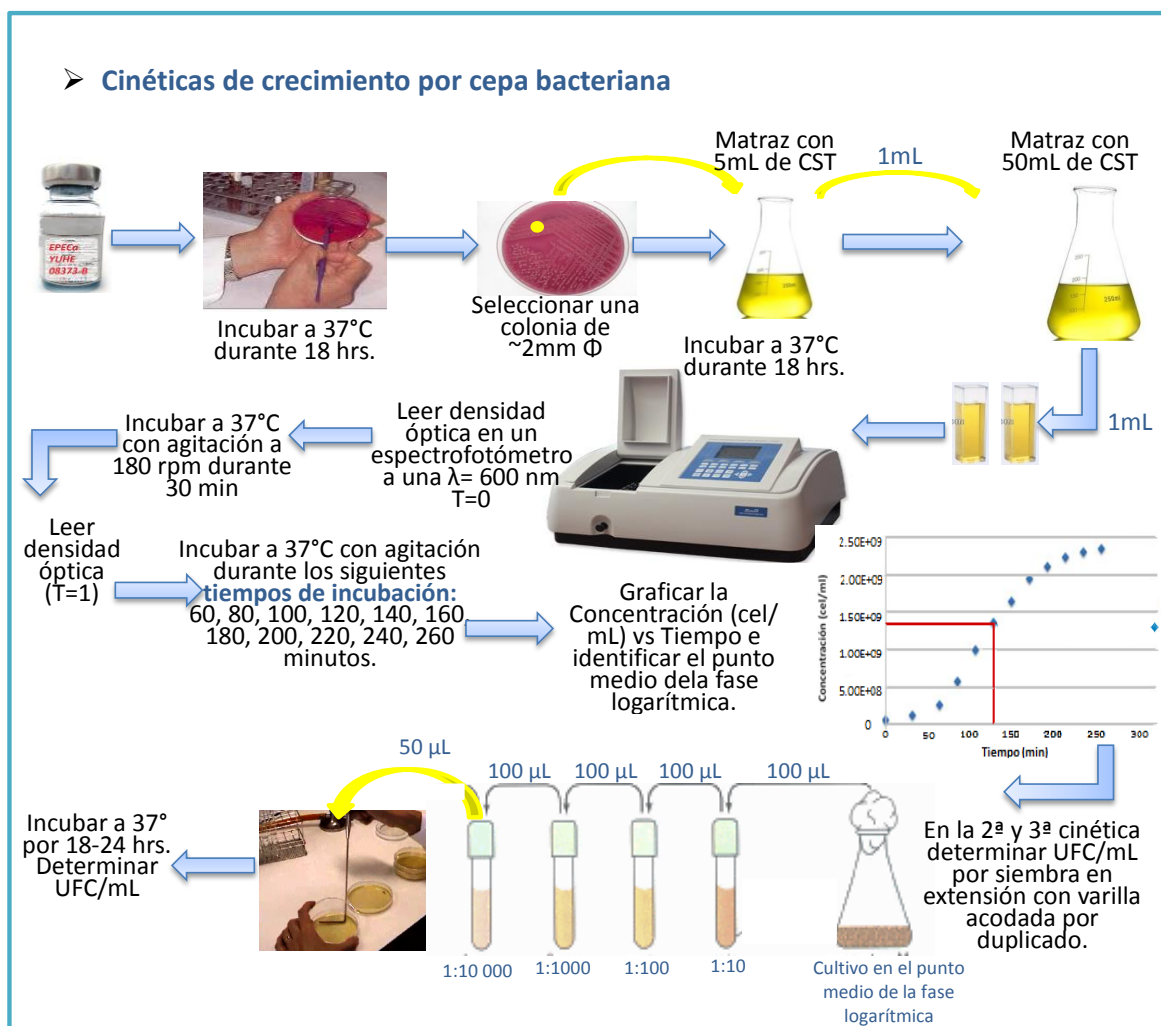 ➢ Cinéticas de crecimiento por cepa bacteriana
EPECa
YUHE
08373-B
Incubar a 37°C
durante 18 hrs.
Seleccionar una
colonia de
~2mm Φ
Matraz con
5mL de CST
1mL
Matraz con
50mL de CST
Incubar a 37°C
durante 18 hrs.
250ml
1mL
Leer densidad
óptica en un
espectrofotómetro
a una λ= 600 nm
T=0
Incubar a 37°C
con agitación a
180 rpm durante
30 min
Leer
densidad
óptica
(T=1)
Incubar a 37°C con agitación
durante los siguientes
tiempos de incubación:
60, 80, 100, 120, 140, 160,
180, 200, 220, 240, 260
minutos.
Graficar la
Concentración (cel/
mL) vs Tiempo e
identificar el punto
medio dela fase
logarítmica.
Concentración (cel/ml)
2.50E+09
2.00E+09
1.50E+09
1.00E+09
5.00E+08
0
0 50 100 150 200 250 300
Tiempo (min)
En la 2ª y 3ª cinética
determinar UFC/mL
por siembra en
extensión con varilla
acodada por
duplicado.
50 µL
100 µL 100 µL 100 µL 100 µL
Incubar a 37°
por 18-24 hrs.
Determinar
UFC/mL
1:10 000
1:1000
1:100
1:10
Cultivo en el punto
medio de la fase
logarítmica